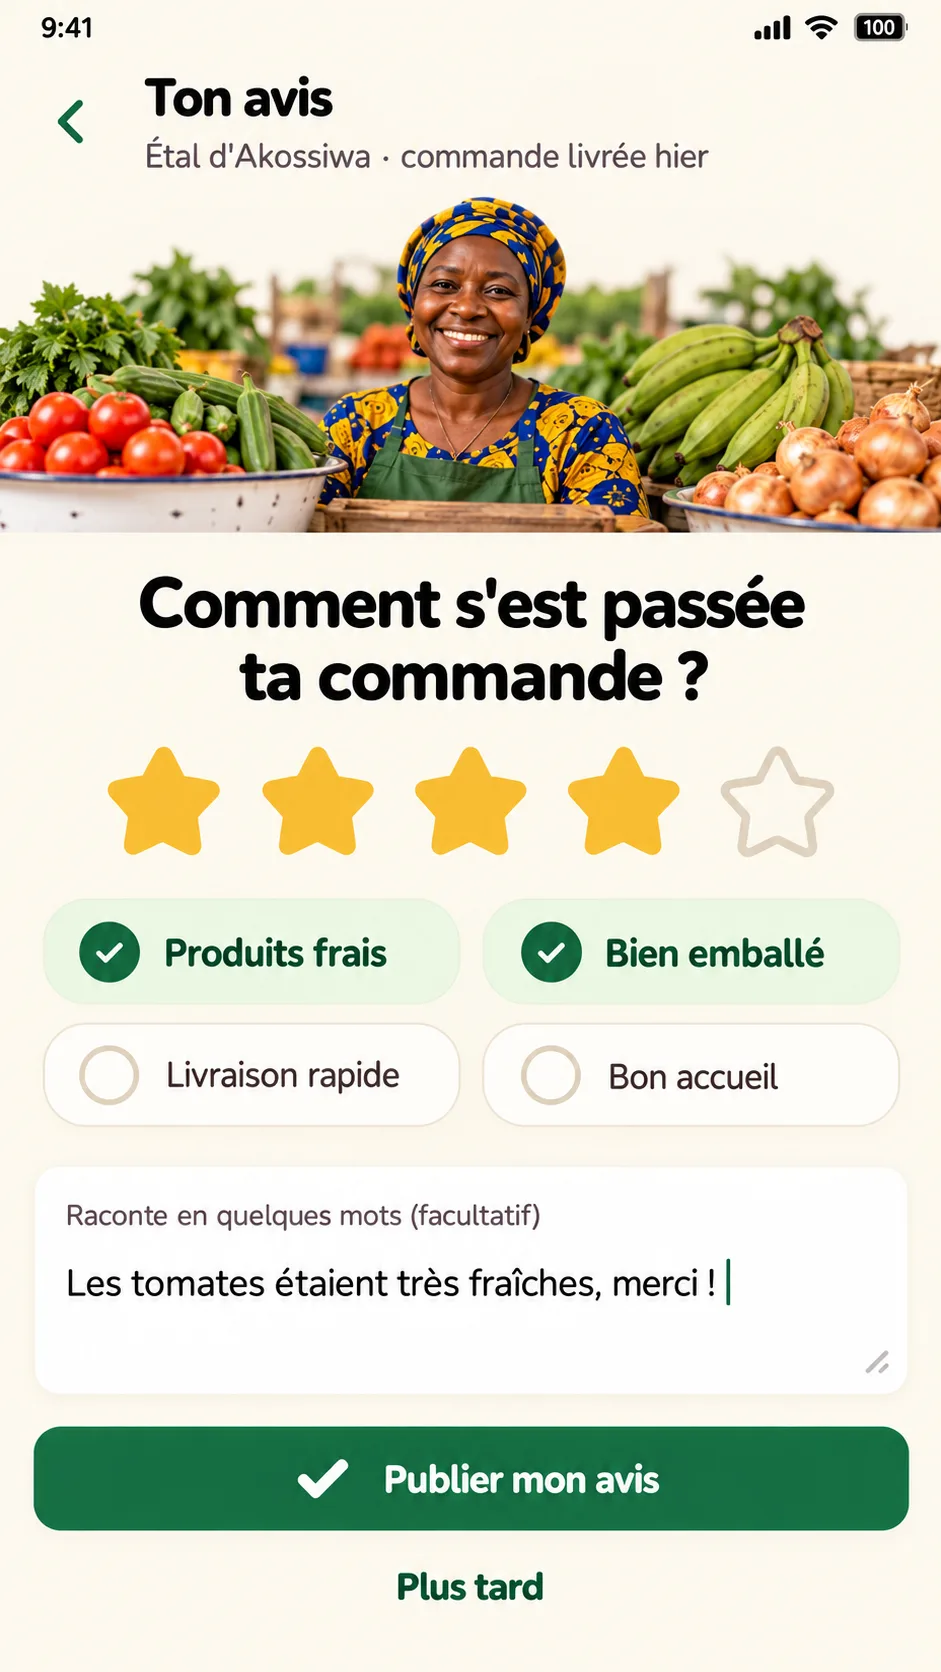 9:41
100
Ton avis
Étal d'Akossiwa · commande livrée hier
Comment s'est passée
ta commande ?
Produits frais
Bien emballé
Livraison rapide
Bon accueil
Raconte en quelques mots (facultatif)
Les tomates étaient très fraîches, merci !
Publier mon avis
Plus tard